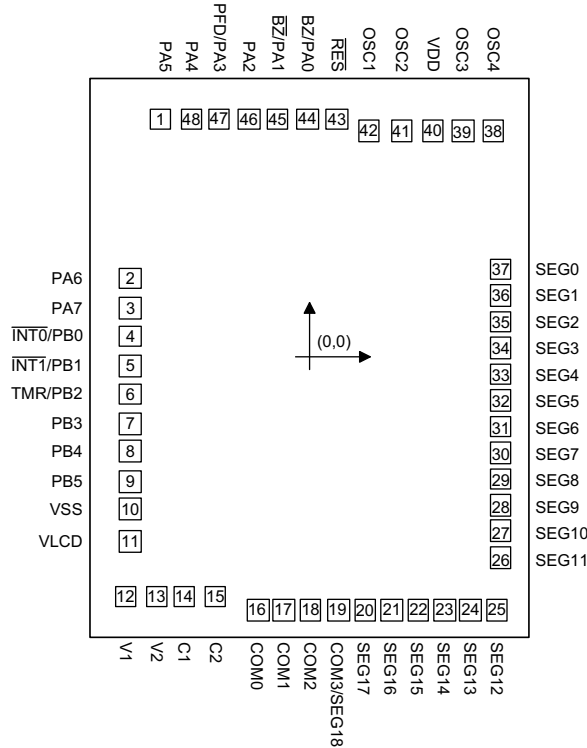 PA5
PA4
PFD/PA3
PA2
B̅Z̅/PA1
BZ/PA0
R̅E̅S̅
OSC1
OSC2
VDD
OSC3
OSC4
1
48
47
46
45
44
43
42
41
40
39
38
PA6
2
PA7
3
I̅N̅T̅0̅/PB0
4
I̅N̅T̅1̅/PB1
5
TMR/PB2
6
PB3
7
PB4
8
PB5
9
VSS
10
VLCD
11
(0,0)
37
SEG0
36
SEG1
35
SEG2
34
SEG3
33
SEG4
32
SEG5
31
SEG6
30
SEG7
29
SEG8
28
SEG9
27
SEG10
26
SEG11
12
13
14
15
16
17
18
19
20
21
22
23
24
25
V1
V2
C1
C2
COM0
COM1
COM2
COM3/SEG18
SEG17
SEG16
SEG15
SEG14
SEG13
SEG12